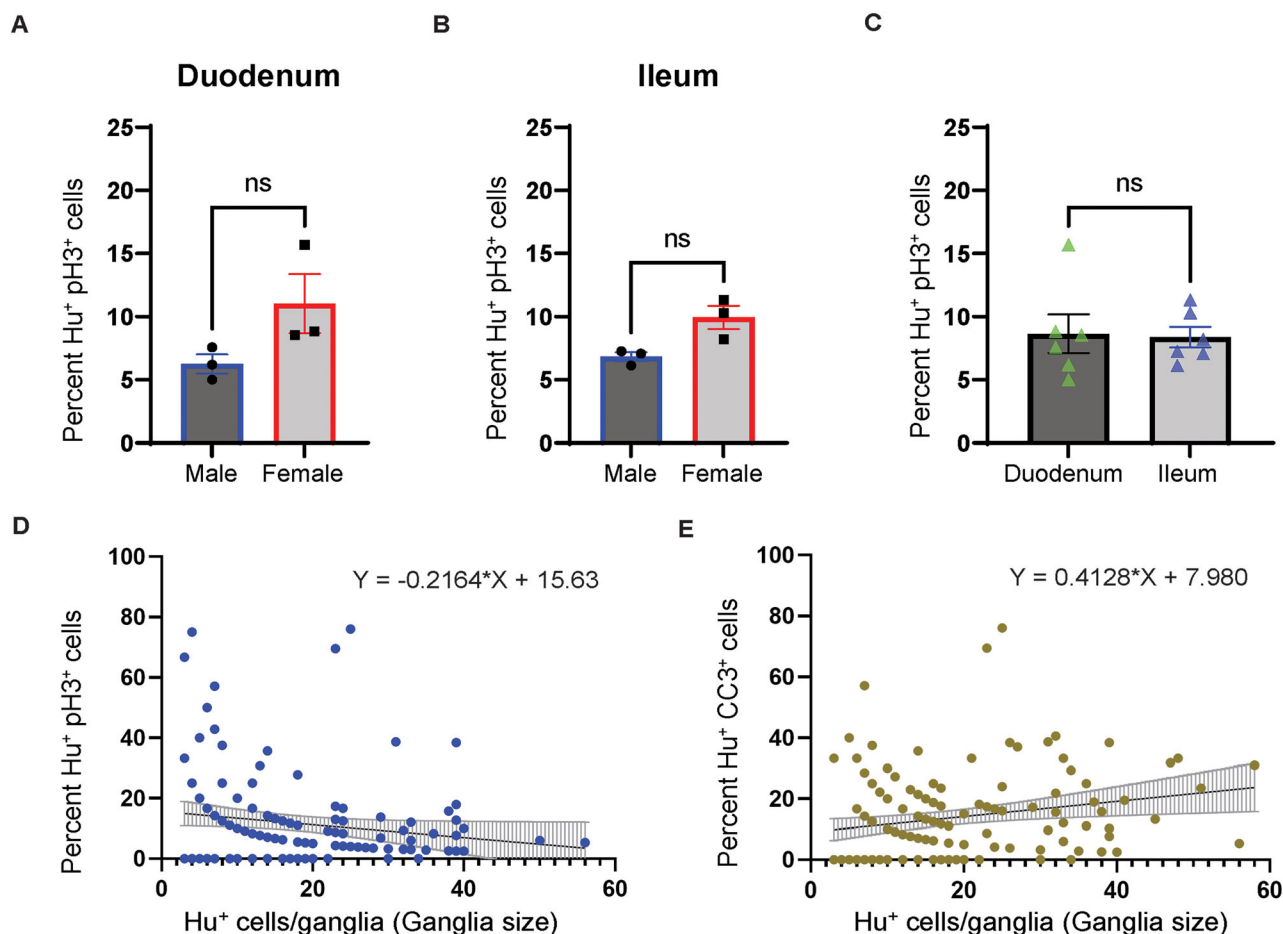 A
Duodenum
Percent Hu⁺ pH3⁺ cells
25
20
15
10
5
0
ns
Male Female
B
Ileum
Percent Hu⁺ pH3⁺ cells
25
20
15
10
5
0
ns
Male Female
C
Percent Hu⁺ pH3⁺ cells
25
20
15
10
5
0
ns
Duodenum Ileum
D
Percent Hu⁺ pH3⁺ cells
100
80
60
40
20
0
Y = -0.2164*X + 15.63
20 40 60
Hu⁺ cells/ganglia (Ganglia size)
E
Percent Hu⁺ CC3⁺ cells
100
80
60
40
20
0
Y = 0.4128*X + 7.980
20 40 60
Hu⁺ cells/ganglia (Ganglia size)